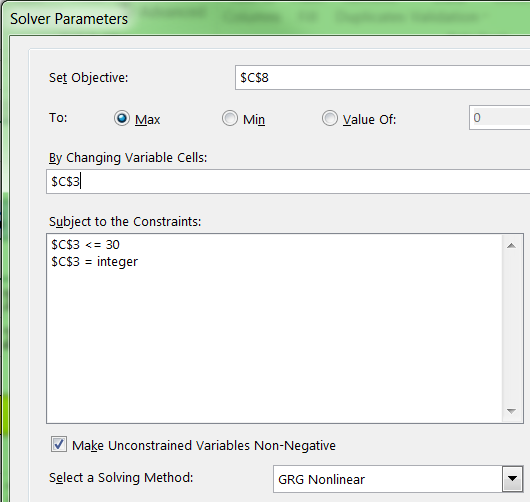 Solver Parameters
Set Objective: $C$8
To: Max Min Value Of: 0
By Changing Variable Cells:
$C$3
Subject to the Constraints:
$C$3 <= 30
$C$3 = integer
Make Unconstrained Variables Non-Negative
Select a Solving Method: GRG Nonlinear